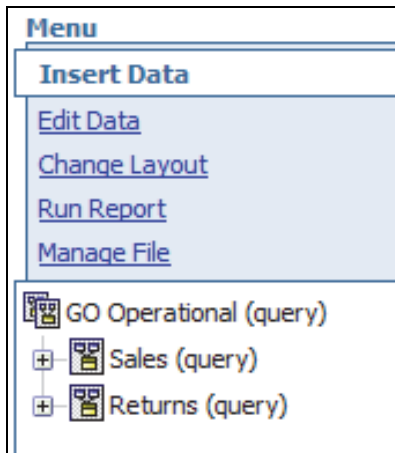 Menu
Insert Data
Edit Data
Change Layout
Run Report
Manage File
GO Operational (query)
Sales (query)
Returns (query)